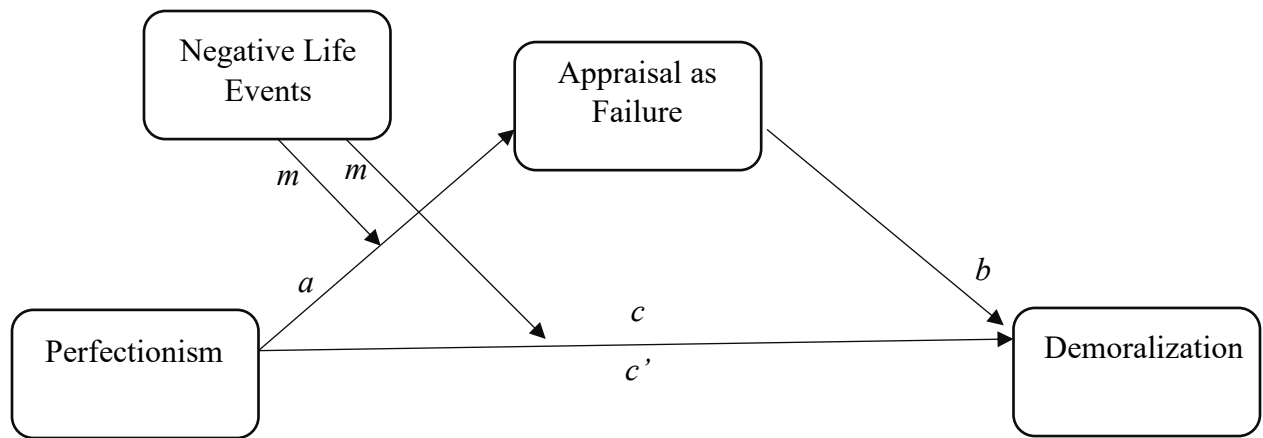 Negative Life
Events
Appraisal as
Failure
m
m
a
b
c
Perfectionism
Demoralization
c’